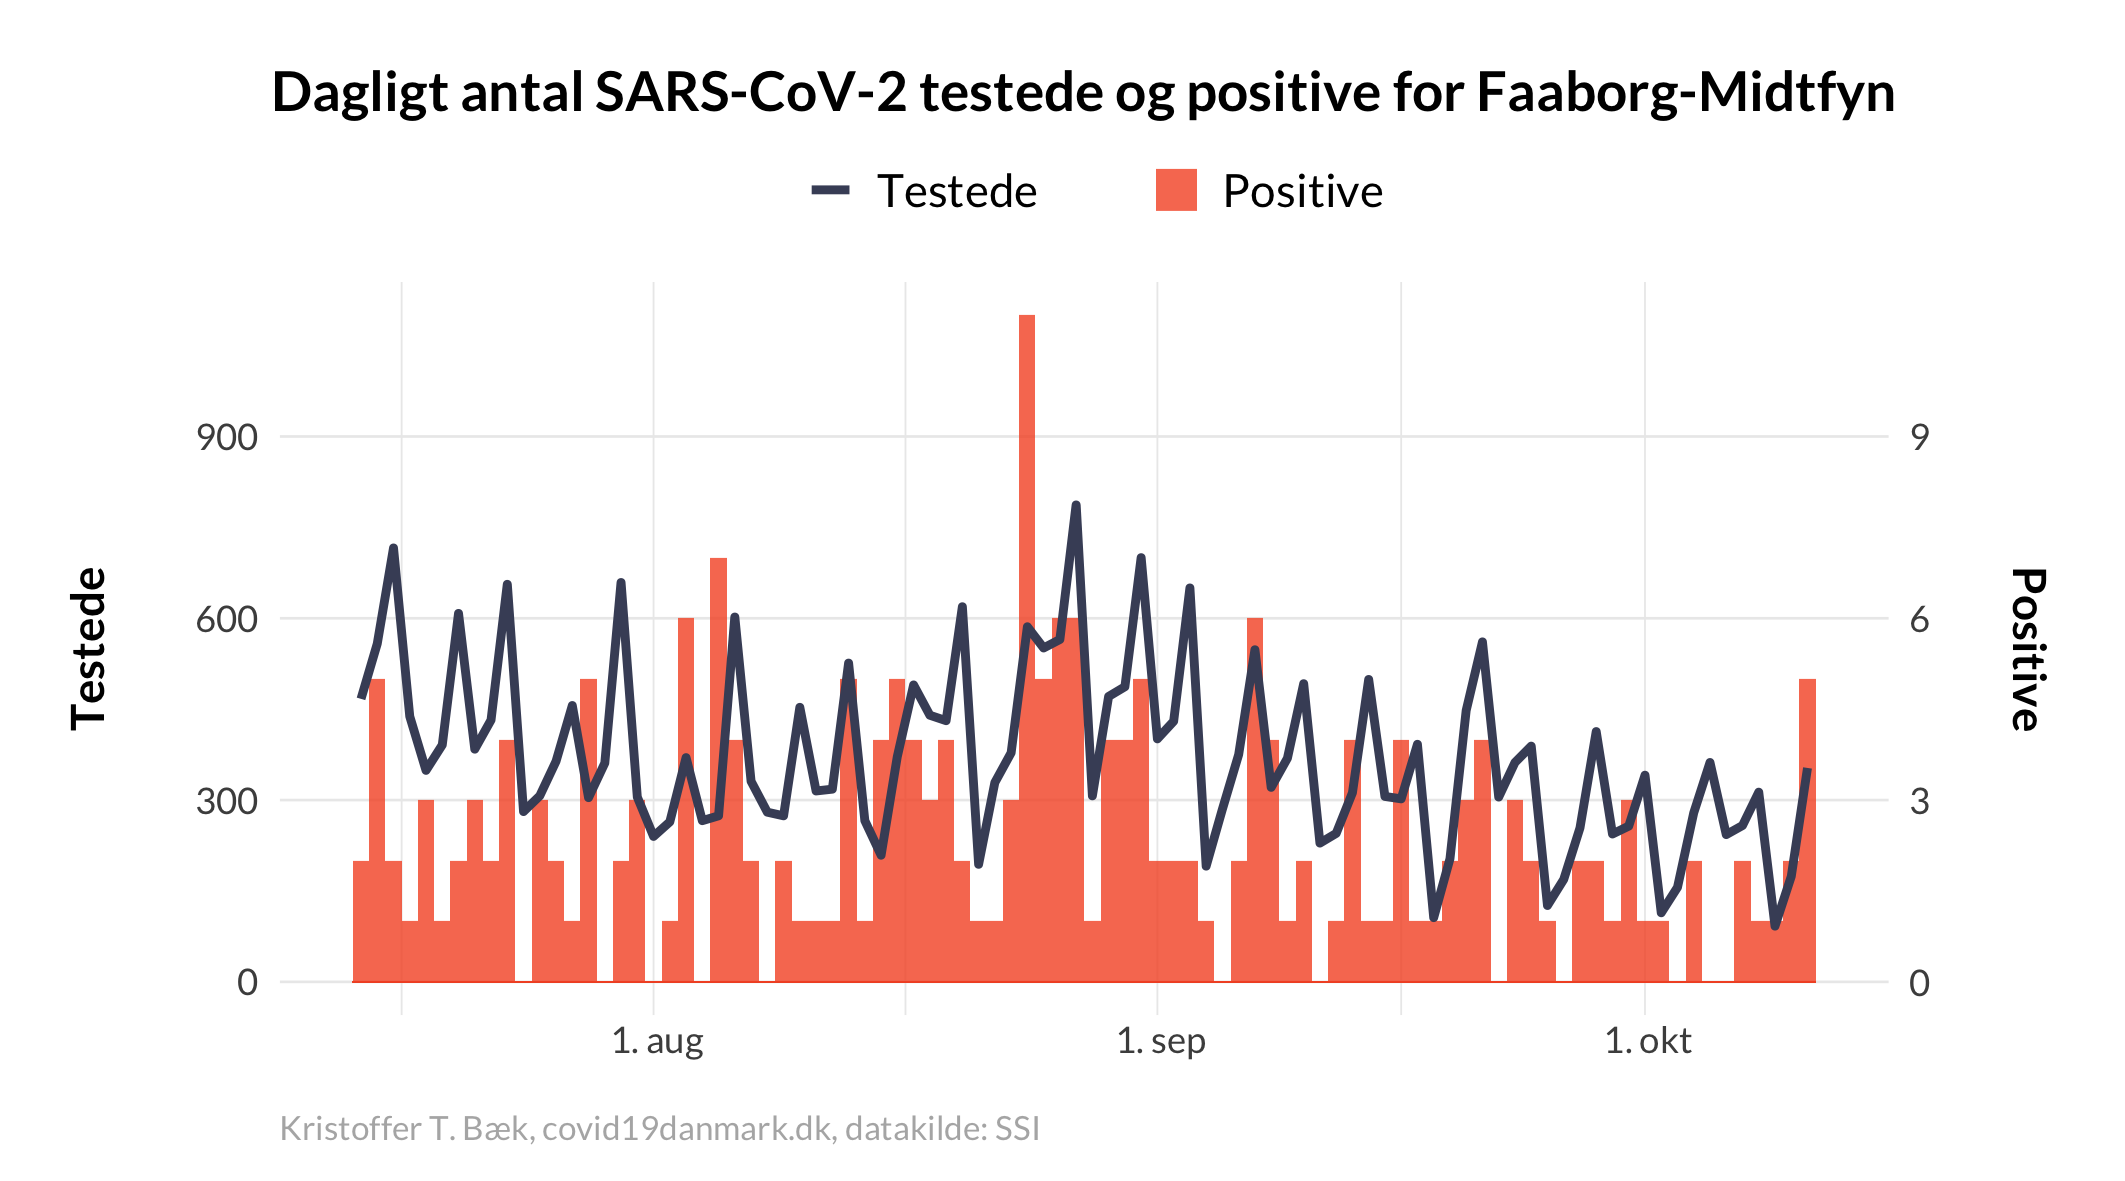 Dagligt antal SARS-CoV-2 testede og positive for Faaborg-Midtfyn
Testede Positive
900 9
600 6
300 3
0 0
Testede
Positive
1. aug 1. sep 1. okt
Kristoffer T. Bæk, covid19danmark.dk, datakilde: SSI